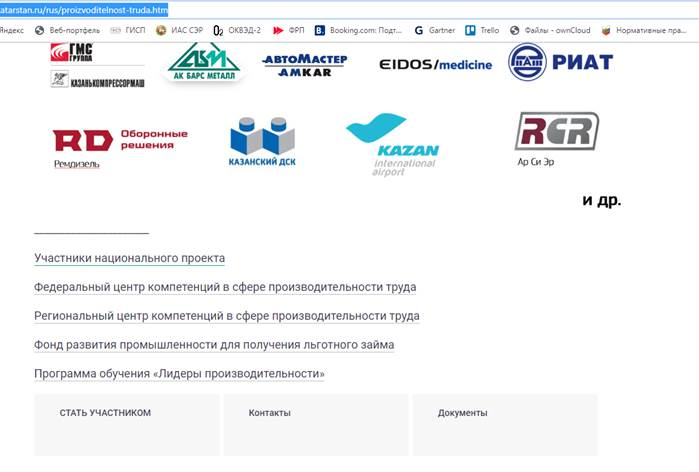 atarstan.ru/rus/proizvoditelnost-truda.htm
Яндекс Веб-портфель ГИСП ИАС СЭР ОКВЭД-2 ФРП Booking.com: Подт... Gartner Trello Файлы - ownCloud Нормативные пра...
ГМС ГРУППА
КАЗАНЬКОМПРЕССОРМАШ
АК БАРС МЕТАЛЛ
АВТОМАСТЕР
АМКАR
EIDOS/medicine
РИАТ
RD Оборонные решения
Ремдизель
КАЗАНСКИЙ ДСК
KAZAN
international
airport
RCR
Ар Си Эр
и др.
Участники национального проекта
Федеральный центр компетенций в сфере производительности труда
Региональный центр компетенций в сфере производительности труда
Фонд развития промышленности для получения льготного займа
Программа обучения «Лидеры производительности»
СТАТЬ УЧАСТНИКОМ Контакты Документы